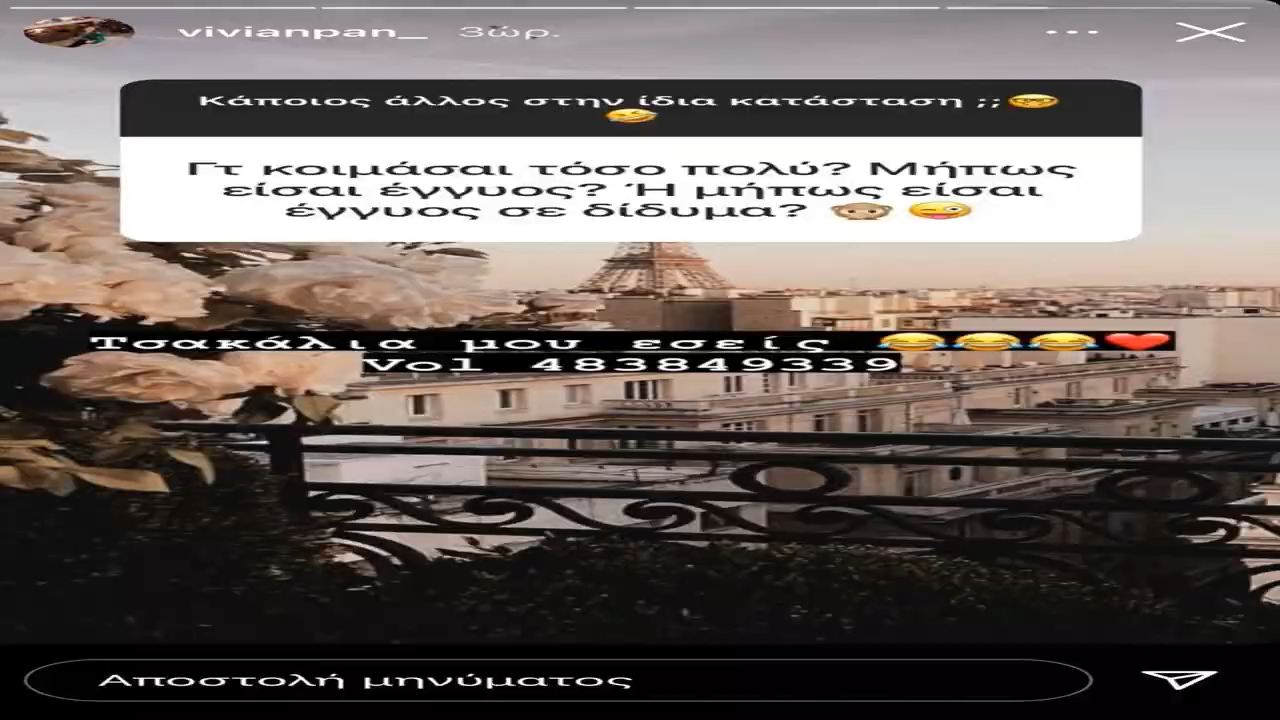 vivianpan_ 3ώρ.
Κάποιος άλλος στην ίδια κατάσταση ;;🤓
🤣
Γτ κοιμάσαι τόσο πολύ? Μήπως
είσαι έγγυος? Ή μήπως είσαι
έγγυος σε δίδυμα? 🙊😜
Τσακάλια μου εσείς 😂😂😂❤️
Vol 483849339
Αποστολή μηνύματος